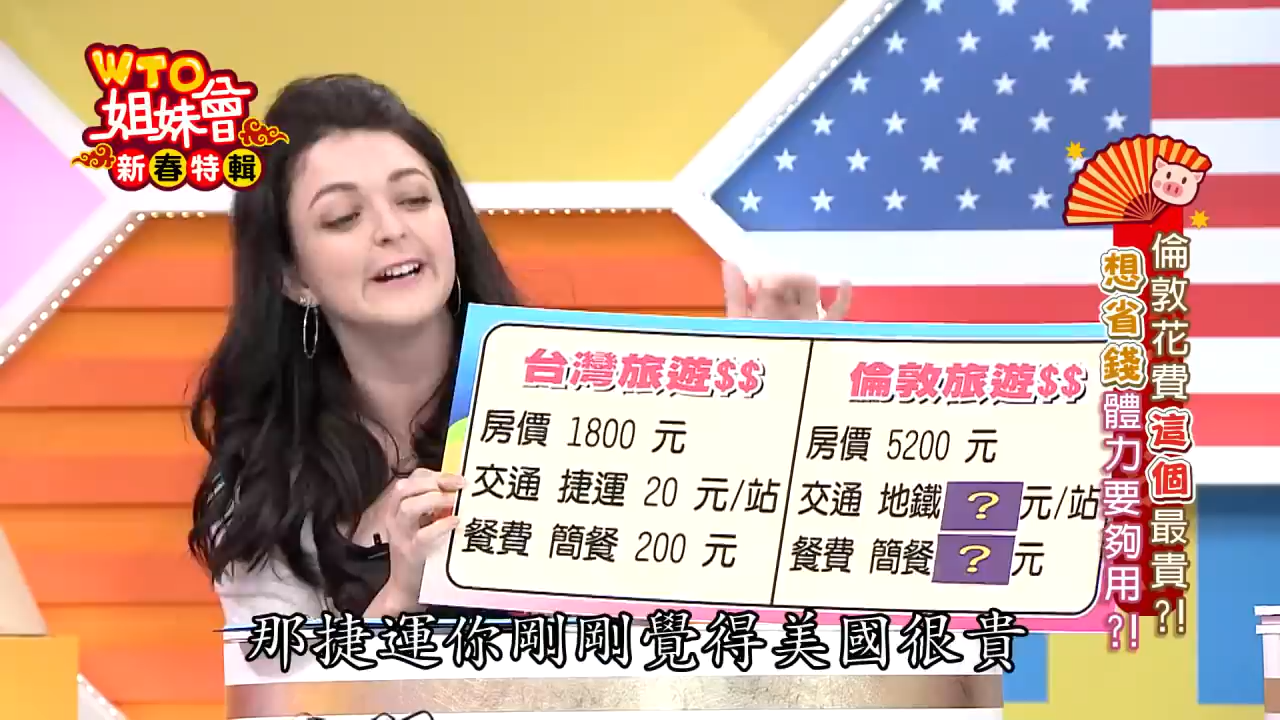 WTO
姐妹會
新春特輯
倫敦花費這個最貴?!
想省錢體力要夠用?!
台灣旅遊$$
房價 1800 元
交通 捷運 20 元/站
餐費 簡餐 200 元
倫敦旅遊$$
房價 5200 元
交通 地鐵 ? 元/站
餐費 簡餐 ? 元
那捷運你剛剛覺得美國很貴